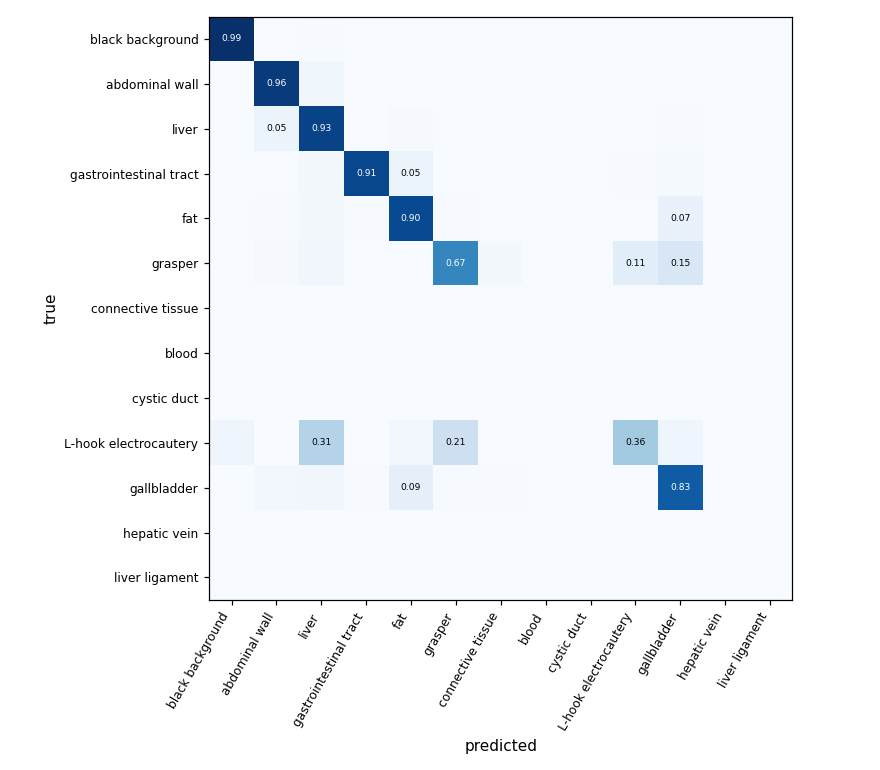 black background 0.99
abdominal wall 0.96
liver 0.05 0.93
gastrointestinal tract 0.91 0.05
fat 0.90 0.07
grasper 0.67 0.11 0.15
true
connective tissue
blood
cystic duct
L-hook electrocautery 0.31 0.21 0.36
gallbladder 0.09 0.83
hepatic vein
liver ligament
black background
abdominal wall
liver
gastrointestinal tract
fat
grasper
connective tissue
blood
cystic duct
L-hook electrocautery
gallbladder
hepatic vein
liver ligament
predicted